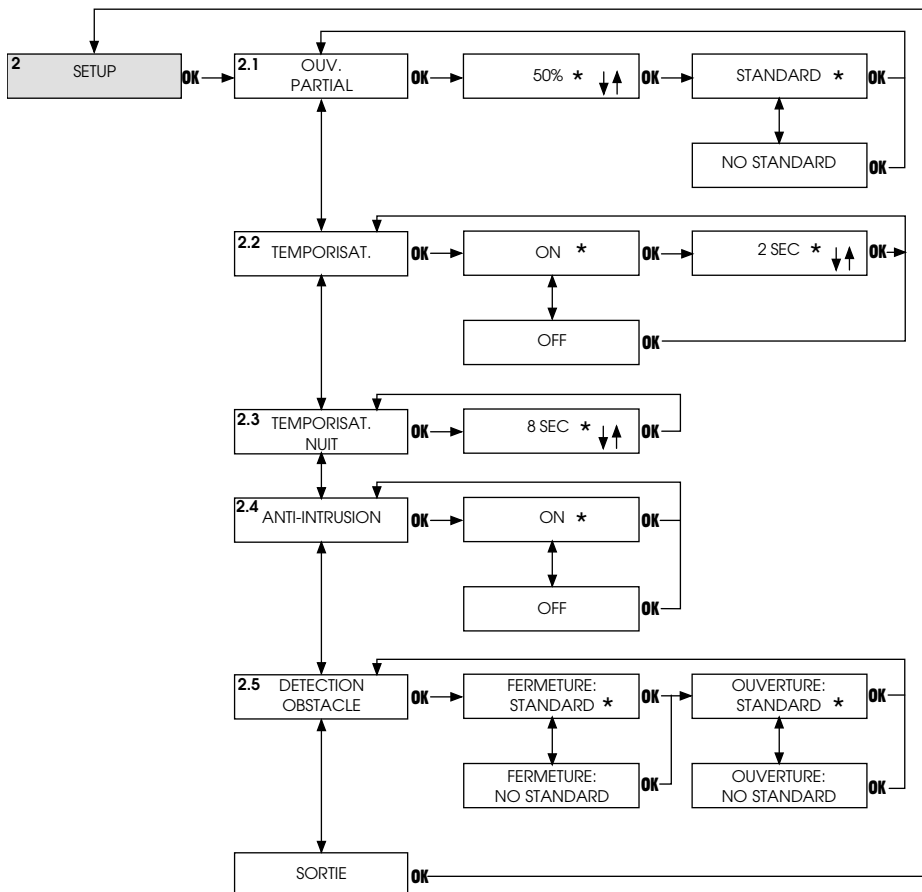 2 SETUP OK
2.1 OUV. PARTIAL OK
50% * OK
STANDARD * OK
NO STANDARD OK
2.2 TEMPORISAT. OK
ON * OK
2 SEC * OK
OFF OK
2.3 TEMPORISAT. NUIT OK
8 SEC * OK
2.4 ANTI-INTRUSION OK
ON * OK
OFF OK
2.5 DETECTION OBSTACLE OK
FERMETURE: STANDARD * OK
OUVERTURE: STANDARD * OK
FERMETURE: NO STANDARD OK
OUVERTURE: NO STANDARD OK
SORTIE OK